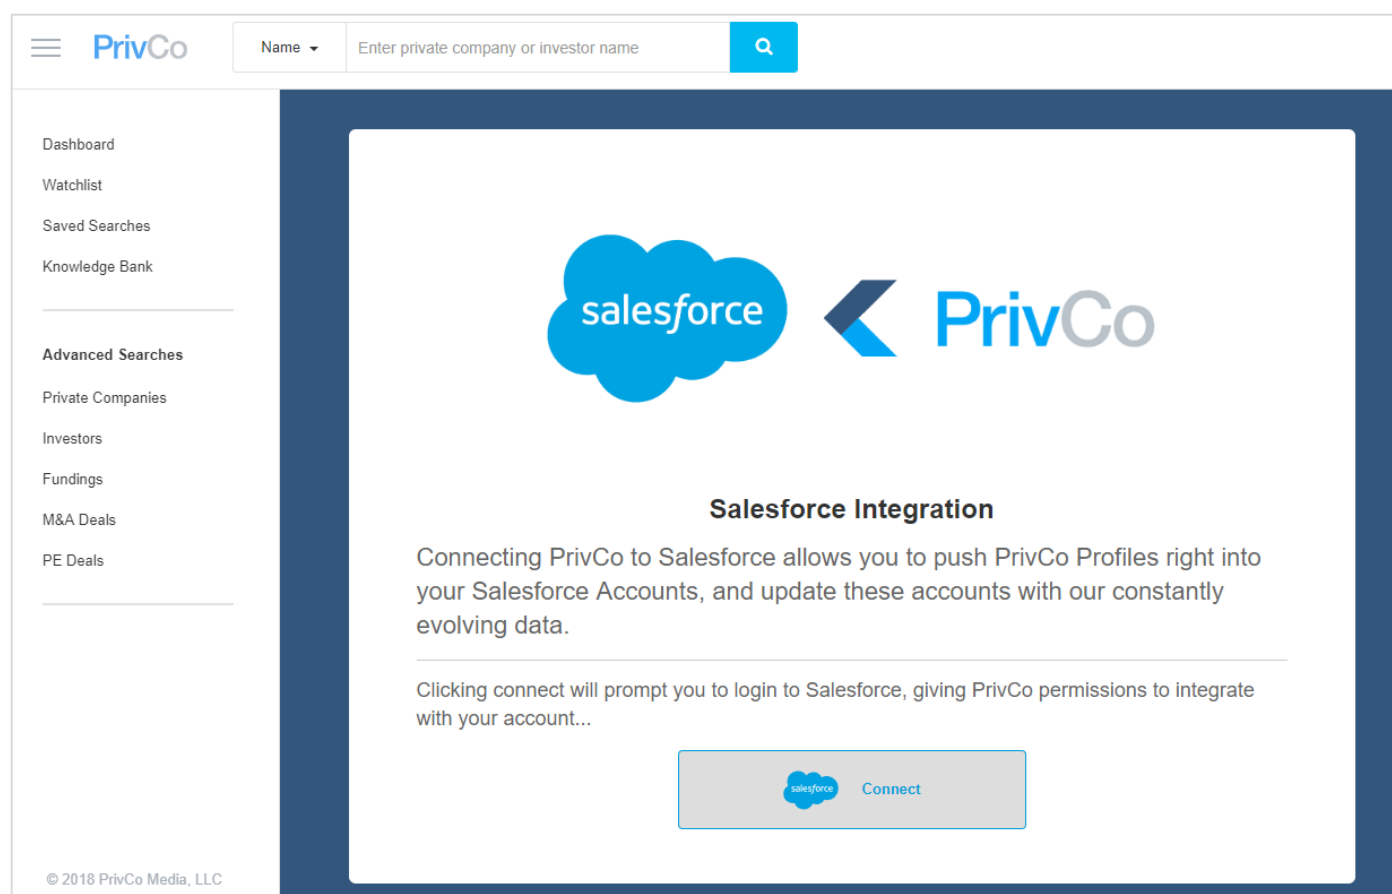 PrivCo
Name
Enter private company or investor name
Dashboard
Watchlist
Saved Searches
Knowledge Bank
Advanced Searches
Private Companies
Investors
Fundings
M&A Deals
PE Deals
© 2018 PrivCo Media, LLC
salesforce
PrivCo
Salesforce Integration
Connecting PrivCo to Salesforce allows you to push PrivCo Profiles right into
your Salesforce Accounts, and update these accounts with our constantly
evolving data.
Clicking connect will prompt you to login to Salesforce, giving PrivCo permissions to integrate
with your account...
salesforce Connect